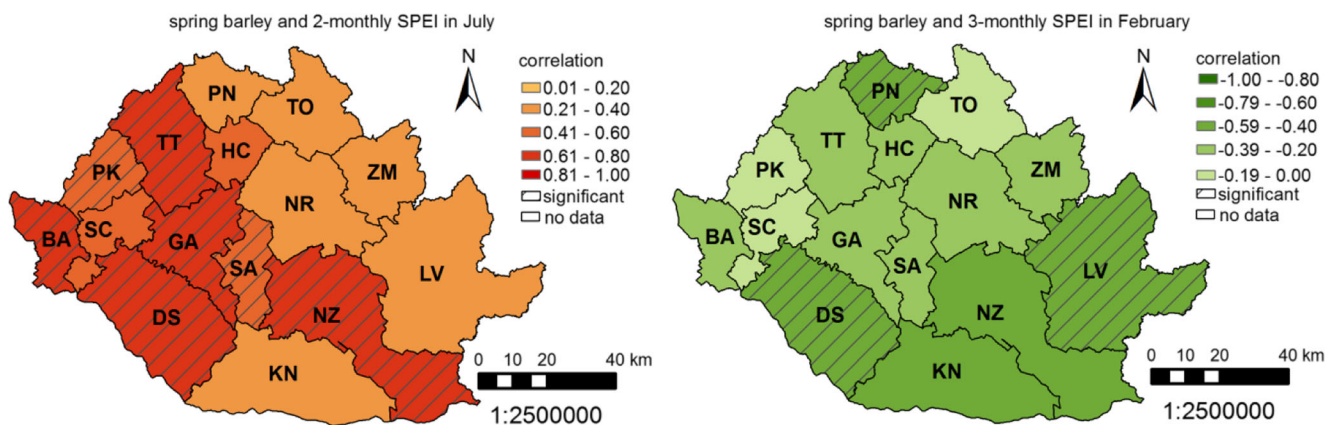 spring barley and 2-monthly SPEI in July
N
correlation
0.01 - 0.20
0.21 - 0.40
0.41 - 0.60
0.61 - 0.80
0.81 - 1.00
significant
no data
PN
TO
TT
HC
PK
ZM
NR
SC
BA
GA
SA
LV
DS
NZ
KN
0 10 20 40 km
1:2500000
spring barley and 3-monthly SPEI in February
N
correlation
-1.00 - -0.80
-0.79 - -0.60
-0.59 - -0.40
-0.39 - -0.20
-0.19 - 0.00
significant
no data
PN
TO
TT
HC
PK
ZM
NR
SC
BA
GA
SA
LV
DS
NZ
KN
0 10 20 40 km
1:2500000